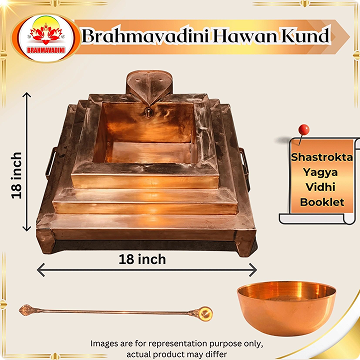 Brahmavadini Hawan Kund
BRAHMAVADINI
18 inch
Shastrokta
Yagya
Vidhi
Booklet
18 inch
Images are for representation purpose only,
actual product may differ